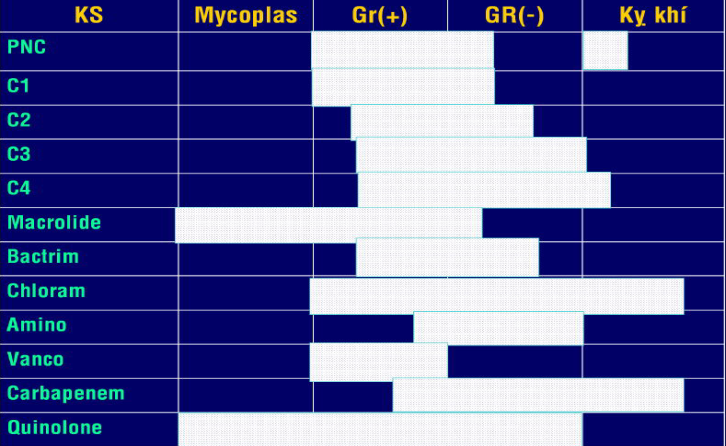 KS Mycoplas Gr(+) GR(-) Kỵ khí
PNC
C1
C2
C3
C4
Macrolide
Bactrim
Chloram
Amino
Vanco
Carbapenem
Quinolone